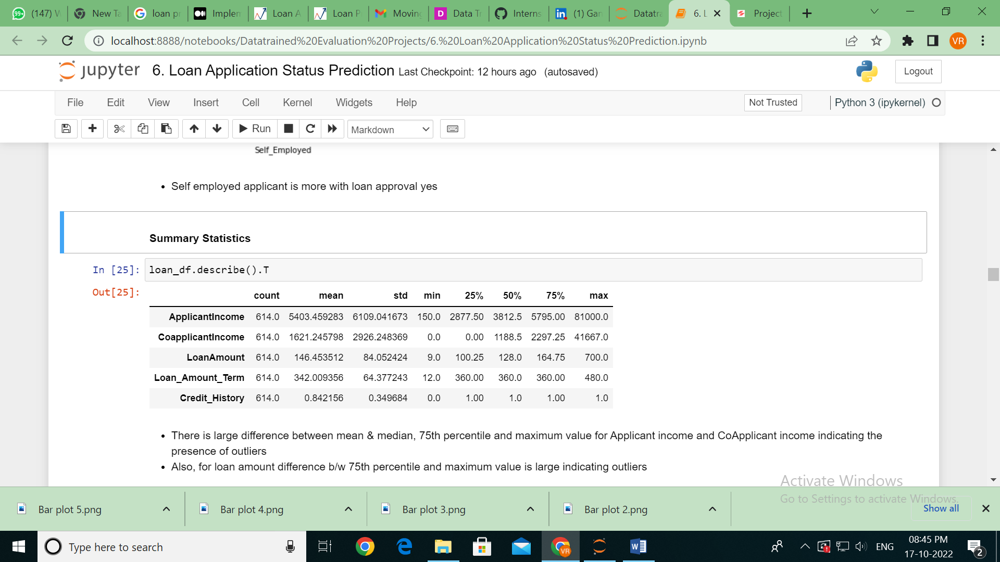 99+ (147) W
New Ta
loan pr
Implem
Loan A
Loan P
Moving
D Data Tr
Interns
in (1) Gan
Datatra
6. L
Project
localhost:8888/notebooks/Datatrained%20Evaluation%20Projects/6.%20Loan%20Application%20Status%20Prediction.ipynb
VR
jupyter 6. Loan Application Status Prediction Last Checkpoint: 12 hours ago (autosaved)
Logout
File Edit View Insert Cell Kernel Widgets Help
Not Trusted
Python 3 (ipykernel)
Run
Markdown
Self_Employed
• Self employed applicant is more with loan approval yes
Summary Statistics
In [25]: loan_df.describe().T
Out[25]:
count mean std min 25% 50% 75% max
ApplicantIncome 614.0 5403.459283 6109.041673 150.0 2877.50 3812.5 5795.00 81000.0
CoapplicantIncome 614.0 1621.245798 2926.248369 0.0 0.00 1188.5 2297.25 41667.0
LoanAmount 614.0 146.453512 84.052424 9.0 100.25 128.0 164.75 700.0
Loan_Amount_Term 614.0 342.009356 64.377243 12.0 360.00 360.0 360.00 480.0
Credit_History 614.0 0.842156 0.349684 0.0 1.00 1.0 1.00 1.0
• There is large difference between mean & median, 75th percentile and maximum value for Applicant income and CoApplicant income indicating the
presence of outliers
• Also, for loan amount difference b/w 75th percentile and maximum value is large indicating outliers
Activate Windows
Go to Settings to activate Windows.
Bar plot 5.png
Bar plot 4.png
Bar plot 3.png
Bar plot 2.png
Show all
Type here to search
VR
W
ENG
08:45 PM
17-10-2022
2